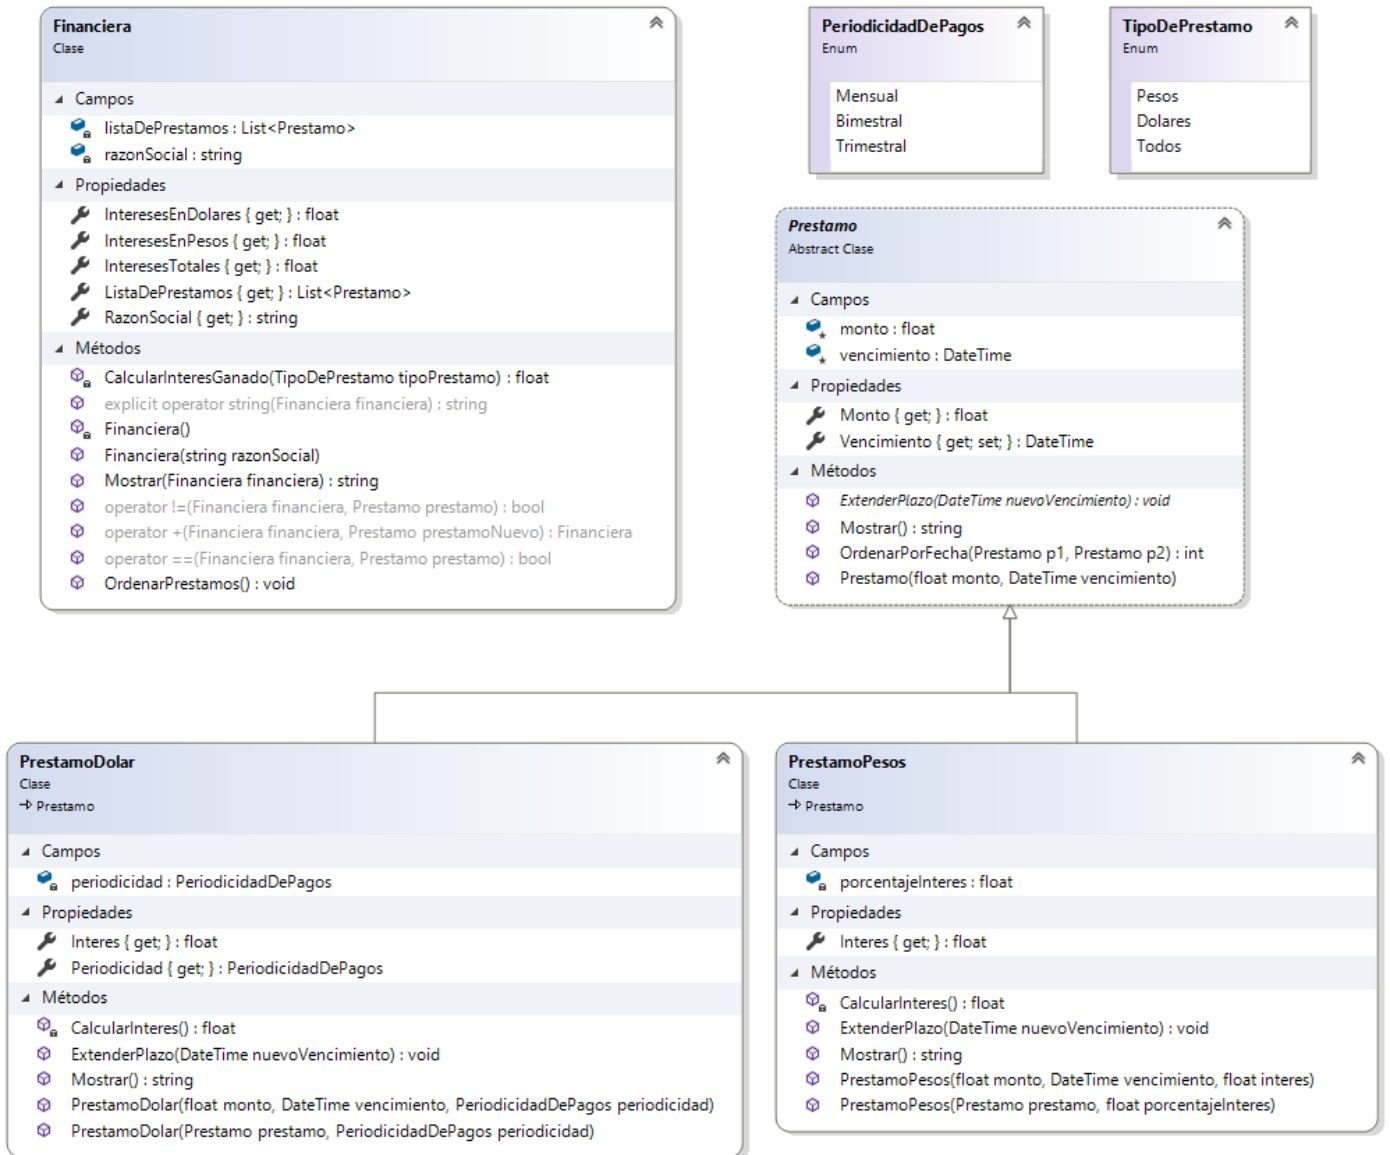 Financiera
Clase
Campos
listaDePrestamos : List<Prestamo>
razonSocial : string
Propiedades
InteresesEnDolares { get; } : float
InteresesEnPesos { get; } : float
InteresesTotales { get; } : float
ListaDePrestamos { get; } : List<Prestamo>
RazonSocial { get; } : string
Métodos
CalcularInteresGanado(TipoDePrestamo tipoPrestamo) : float
explicit operator string(Financiera financiera) : string
Financiera()
Financiera(string razonSocial)
Mostrar(Financiera financiera) : string
operator !=(Financiera financiera, Prestamo prestamo) : bool
operator +(Financiera financiera, Prestamo prestamoNuevo) : Financiera
operator ==(Financiera financiera, Prestamo prestamo) : bool
OrdenarPrestamos() : void
PeriodicidadDePagos
Enum
Mensual
Bimestral
Trimestral
TipoDePrestamo
Enum
Pesos
Dolares
Todos
Prestamo
Abstract Clase
Campos
monto : float
vencimiento : DateTime
Propiedades
Monto { get; } : float
Vencimiento { get; set; } : DateTime
Métodos
ExtenderPlazo(DateTime nuevoVencimiento) : void
Mostrar() : string
OrdenarPorFecha(Prestamo p1, Prestamo p2) : int
Prestamo(float monto, DateTime vencimiento)
PrestamoDolar
Clase
Prestamo
Campos
periodicidad : PeriodicidadDePagos
Propiedades
Interes { get; } : float
Periodicidad { get; } : PeriodicidadDePagos
Métodos
CalcularInteres() : float
ExtenderPlazo(DateTime nuevoVencimiento) : void
Mostrar() : string
PrestamoDolar(float monto, DateTime vencimiento, PeriodicidadDePagos periodicidad)
PrestamoDolar(Prestamo prestamo, PeriodicidadDePagos periodicidad)
PrestamoPesos
Clase
Prestamo
Campos
porcentajeInteres : float
Propiedades
Interes { get; } : float
Métodos
CalcularInteres() : float
ExtenderPlazo(DateTime nuevoVencimiento) : void
Mostrar() : string
PrestamoPesos(float monto, DateTime vencimiento, float interes)
PrestamoPesos(Prestamo prestamo, float porcentajeInteres)